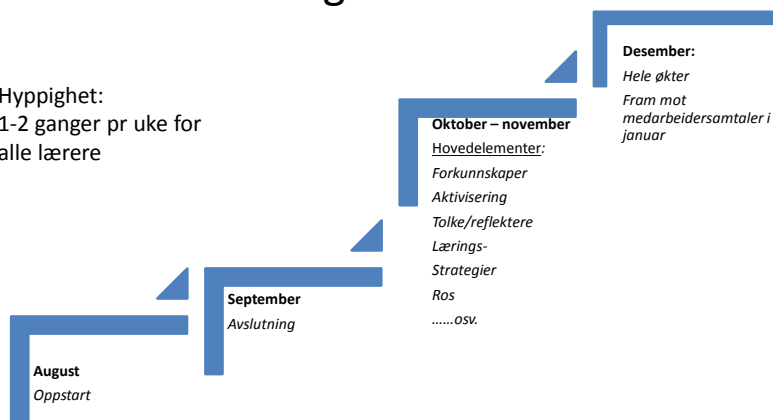 Hyppighet:
1-2 ganger pr uke for
alle lærere
August
Oppstart
September
Avslutning
Oktober – november
Hovedelementer:
Forkunnskaper
Aktivisering
Tolke/reflektere
Lærings-
Strategier
Ros
......osv.
Desember:
Hele økter
Fram mot
medarbeidersamtaler i
januar